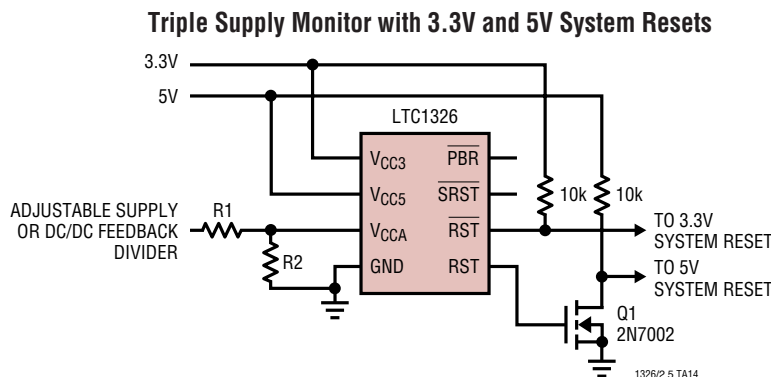 Triple Supply Monitor with 3.3V and 5V System Resets
3.3V
5V
LTC1326
VCC3
PBR
VCC5
SRST
10k
10k
ADJUSTABLE SUPPLY
OR DC/DC FEEDBACK
DIVIDER
R1
VCCA
RST
TO 3.3V
SYSTEM RESET
R2
GND
RST
TO 5V
SYSTEM RESET
Q1
2N7002
1326/2.5 TA14